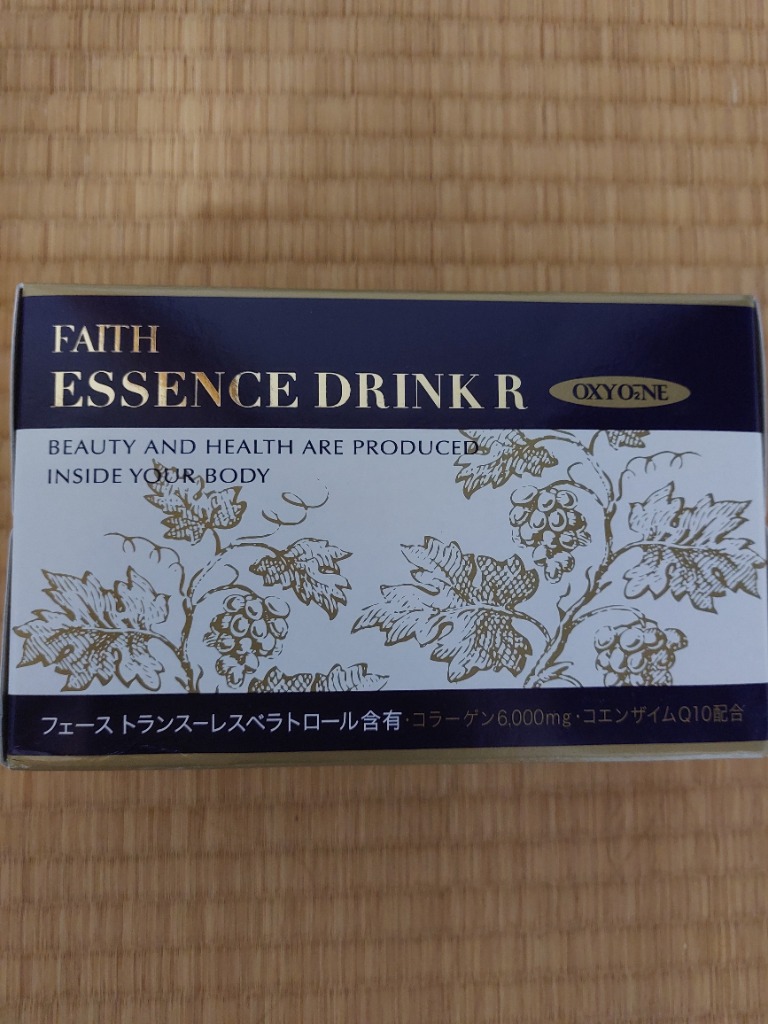 FAITH
ESSENCE DRINK R
OXYO₂NE
BEAUTY AND HEALTH ARE PRODUCED
INSIDE YOUR BODY
フェース トランスーレスベラトロール含有・コラーゲン6,000mg・コエンザイムQ10配合